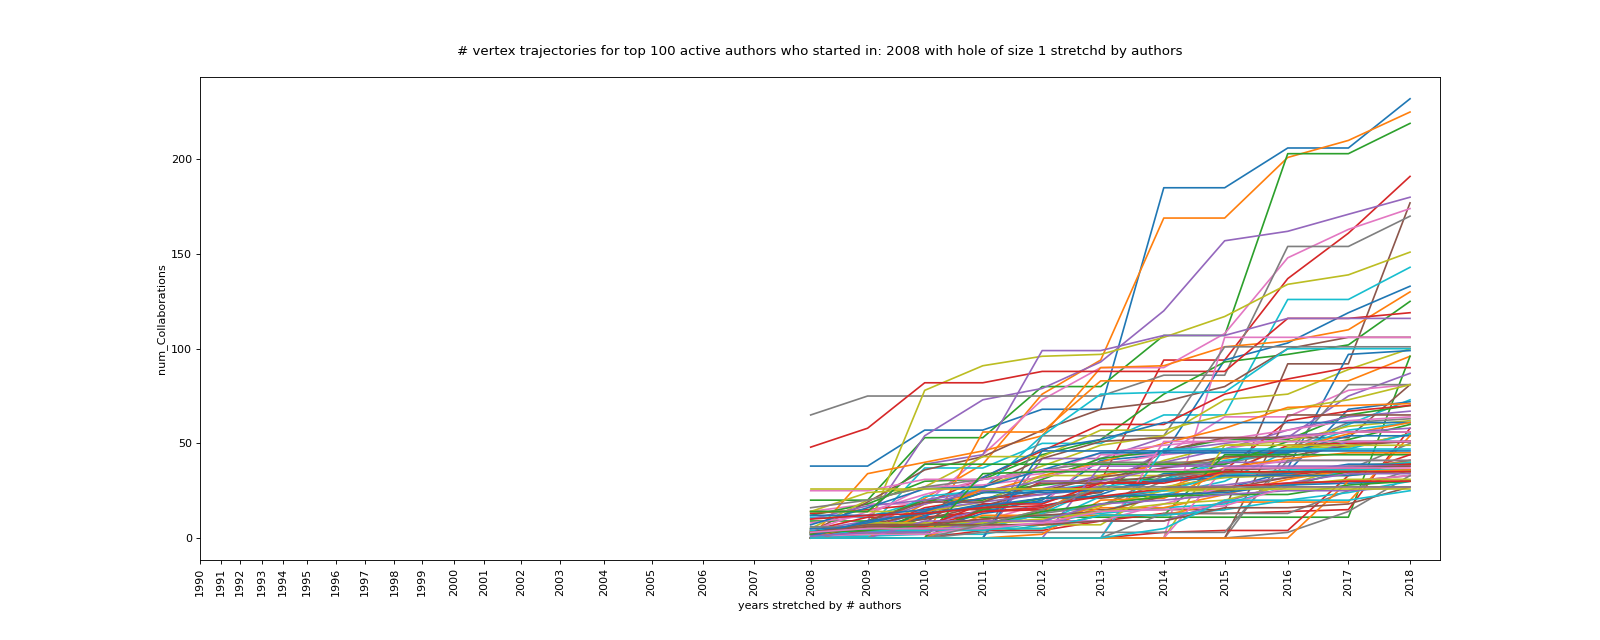 # vertex trajectories for top 100 active authors who started in: 2008 with hole of size 1 stretchd by authors
num_Collaborations
200
150
100
50
0
1990 1991 1992 1993 1994 1995 1996 1997 1998 1999 2000 2001 2002 2003 2004 2005 2006 2007 2008 2009 2010 2011 2012 2013 2014 2015 2016 2017 2018
years stretched by # authors